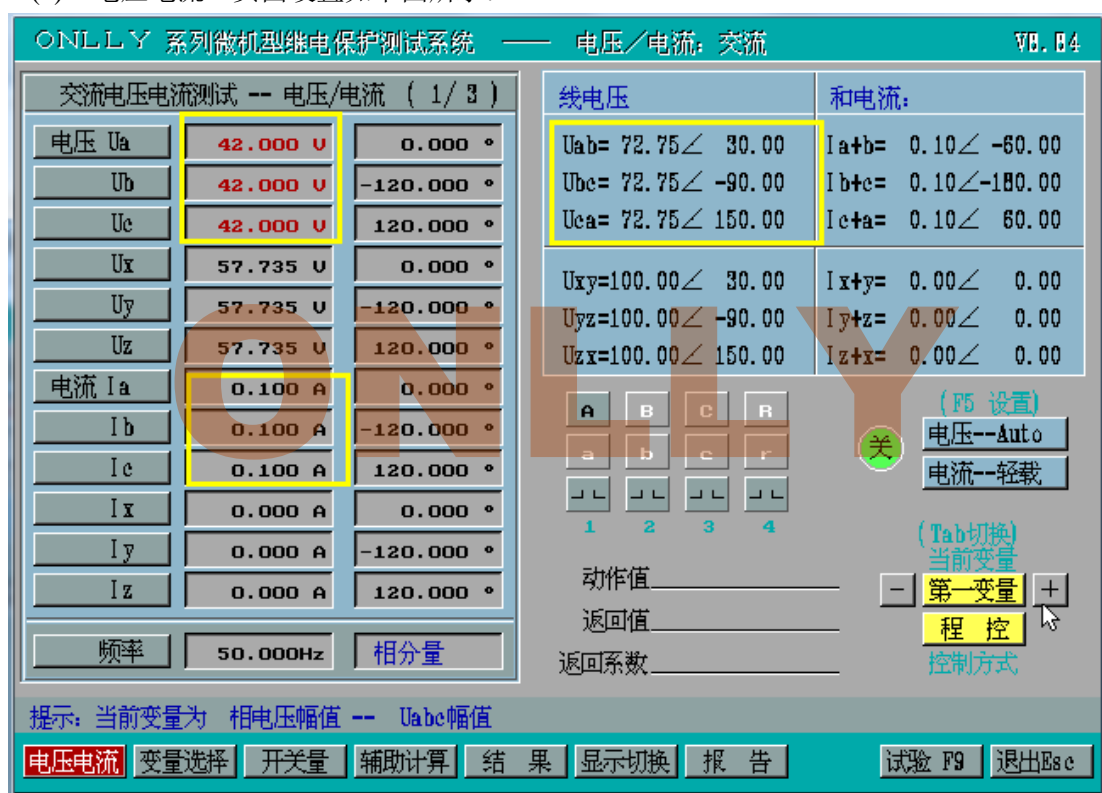 ONLLY 系列微机型继电保护测试系统 —— 电压/电流: 交流 V8.04
交流电压电流测试 -- 电压/电流 ( 1/ 3 )
电压 Ua 42.000 V 0.000 °
Ub 42.000 V -120.000 °
Uc 42.000 V 120.000 °
Ux 57.735 V 0.000 °
Uy 57.735 V -120.000 °
Uz 57.735 V 120.000 °
电流 Ia 0.100 A 0.000 °
Ib 0.100 A -120.000 °
Ic 0.100 A 120.000 °
Ix 0.000 A 0.000 °
Iy 0.000 A -120.000 °
Iz 0.000 A 120.000 °
频率 50.000Hz 相分量
线电压
Uab= 72.75∠ 30.00
Ubc= 72.75∠ -90.00
Uca= 72.75∠ 150.00
Uxy=100.00∠ 30.00
Uyz=100.00∠ -90.00
Uzx=100.00∠ 150.00
和电流:
Ia+b= 0.10∠ -60.00
Ib+c= 0.10∠-180.00
Ic+a= 0.10∠ 60.00
Ix+y= 0.00∠ 0.00
Iy+z= 0.00∠ 0.00
Iz+x= 0.00∠ 0.00
A B C R
a b c r
1 2 3 4
关
(F5 设置)
电压--Auto
电流--轻载
动作值
返回值
返回系数
(Tab切换)
当前变量
- 第一变量 +
程 控
控制方式
提示: 当前变量为 相电压幅值 -- Uabc幅值
电压电流 变量选择 开关量 辅助计算 结 果 显示切换 报 告 试验 F9 退出Esc
ONLLY